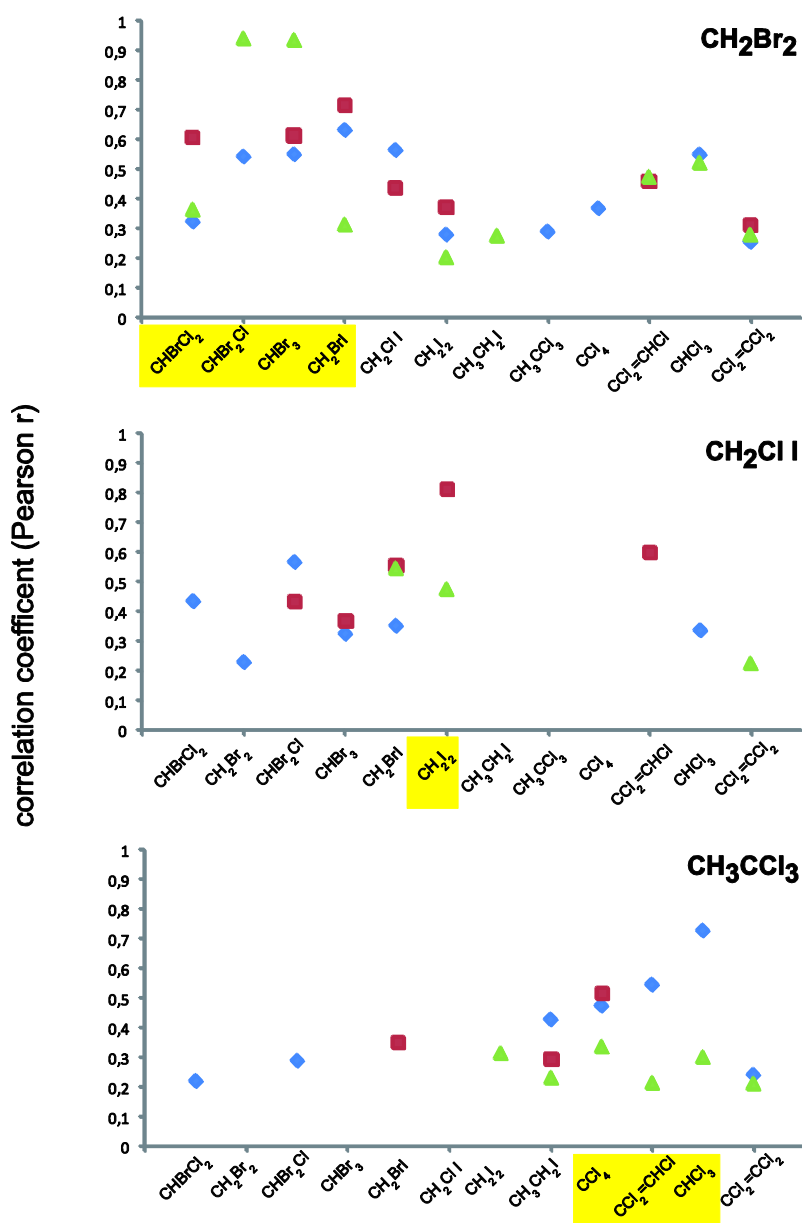 correlation coefficent (Pearson r)
CH2Br2
1
0,9
0,8
0,7
0,6
0,5
0,4
0,3
0,2
0,1
0
CHBrCl2
CHBr2Cl
CHBr3
CH2BrI
CH2Cl I
CH2I2
CH3CH2I
CH3CCl3
CCl4
CCl2=CHCl
CHCl3
CCl2=CCl2
CH2Cl I
1
0,9
0,8
0,7
0,6
0,5
0,4
0,3
0,2
0,1
0
CHBrCl2
CH2Br2
CHBr2Cl
CHBr3
CH2BrI
CH2I2
CH3CH2I
CH3CCl3
CCl4
CCl2=CHCl
CHCl3
CCl2=CCl2
CH3CCl3
1
0,9
0,8
0,7
0,6
0,5
0,4
0,3
0,2
0,1
0
CHBrCl2
CH2Br2
CHBr2Cl
CHBr3
CH2BrI
CH2Cl I
CH2I2
CH3CH2I
CCl4
CCl2=CHCl
CHCl3
CCl2=CCl2